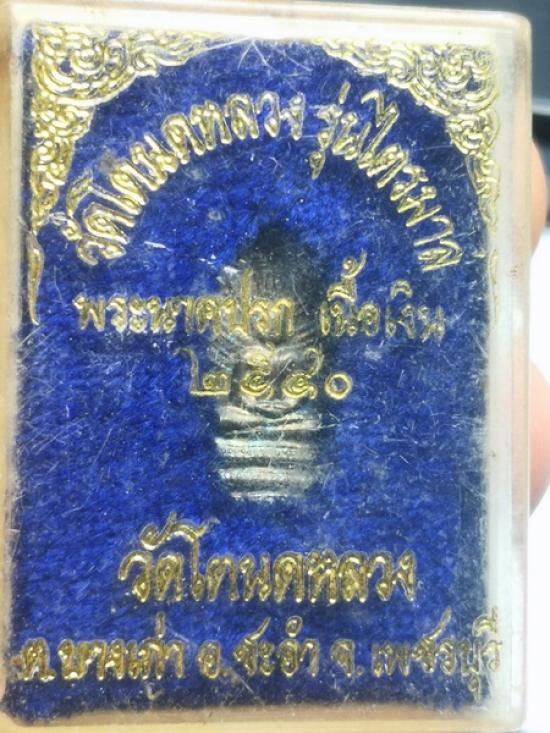 วัดโตนดหลวง รุ่นไตรมาส
พระนาคปรก เนื้อเงิน
๒๕๔๐
วัดโตนดหลวง
ต.บางเก่า อ.ชะอำ จ.เพชรบุรี